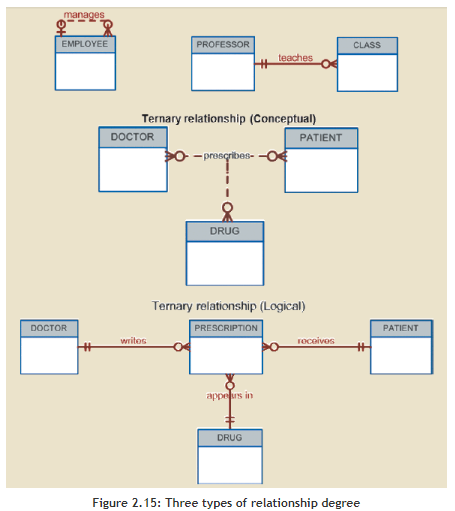 manages
EMPLOYEE
PROFESSOR
teaches
CLASS
Ternary relationship (Conceptual)
DOCTOR
prescribes
PATIENT
DRUG
Ternary relationship (Logical)
DOCTOR
writes
PRESCRIPTION
receives
PATIENT
appears in
DRUG
Figure 2.15: Three types of relationship degree